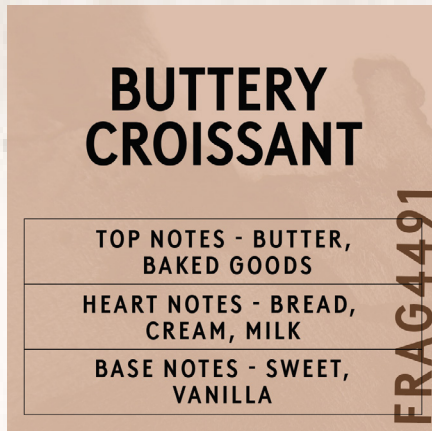 BUTTERY
CROISSANT
TOP NOTES - BUTTER,
BAKED GOODS
HEART NOTES - BREAD,
CREAM, MILK
BASE NOTES - SWEET,
VANILLA
FRAG4491